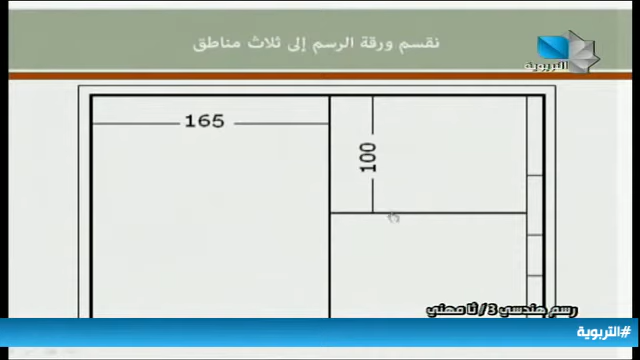 نقسم ورقة الرسم إلى ثلاث مناطق
التربوية
165
100
رسم هندسي / 3 ثا مهني
#التربوية